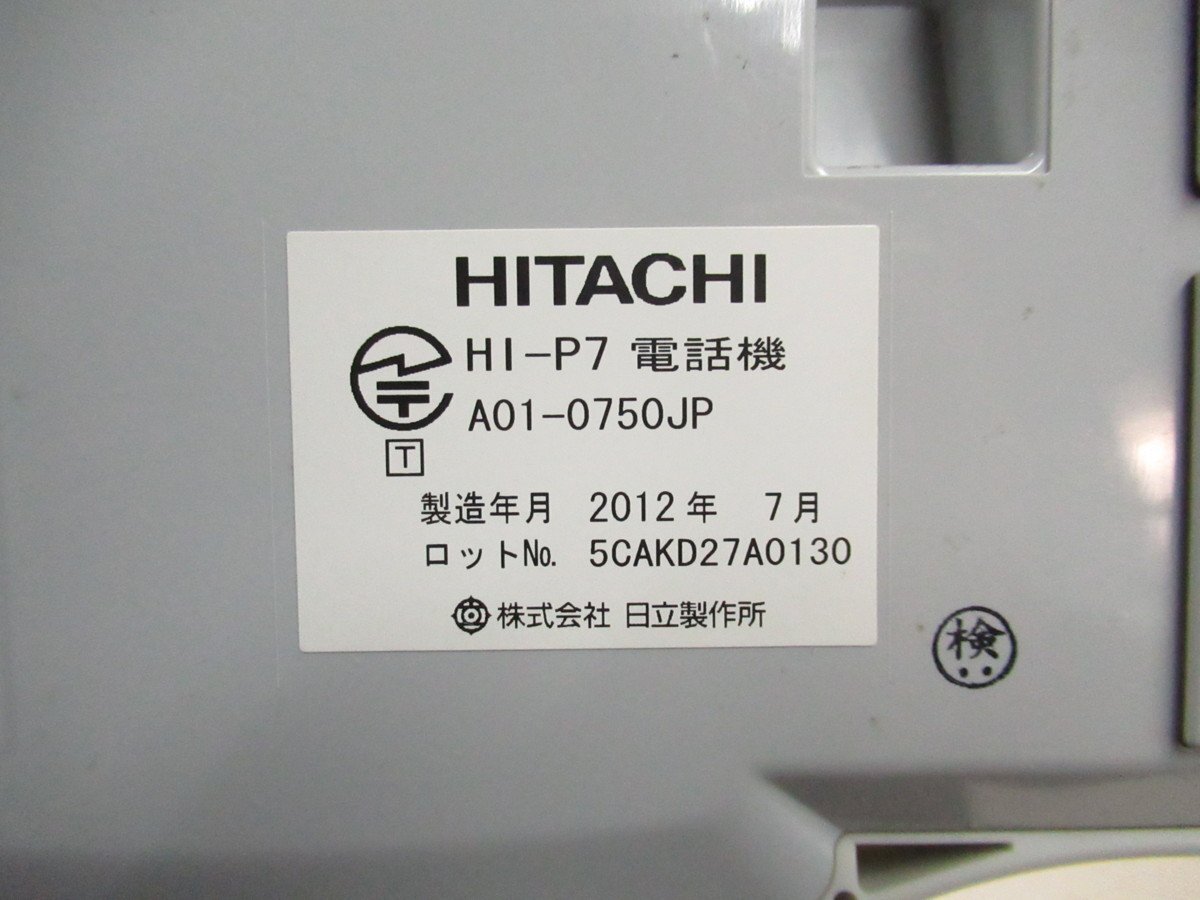 HITACHI
HI-P7 電話機
A01-0750JP
T
製造年月 2012年 7月
ロットNo. 5CAKD27A0130
株式会社 日立製作所
検